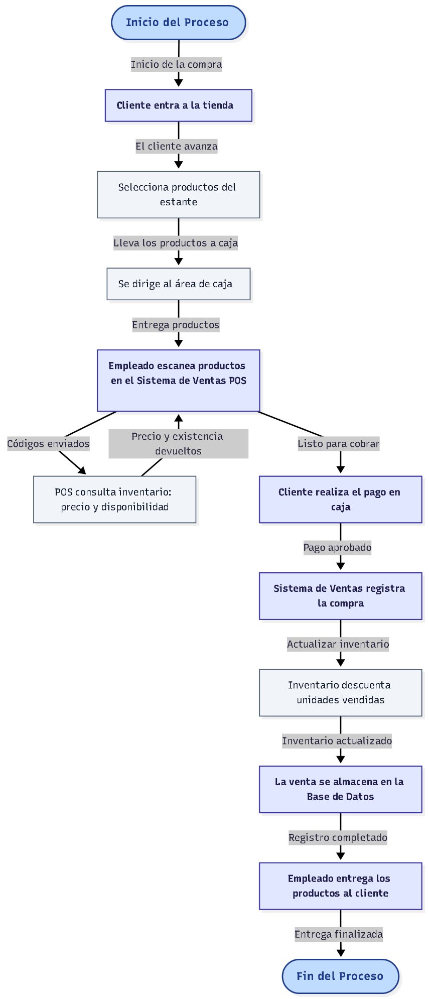 Inicio del Proceso
Inicio de la compra
Cliente entra a la tienda
El cliente avanza
Selecciona productos del
estante
Lleva los productos a caja
Se dirige al área de caja
Entrega productos
Empleado escanea productos
en el Sistema de Ventas POS
Códigos enviados
Precio y existencia
devueltos
Listo para cobrar
POS consulta inventario:
precio y disponibilidad
Cliente realiza el pago en
caja
Pago aprobado
Sistema de Ventas registra
la compra
Actualizar inventario
Inventario descuenta
unidades vendidas
Inventario actualizado
La venta se almacena en la
Base de Datos
Registro completado
Empleado entrega los
productos al cliente
Entrega finalizada
Fin del Proceso